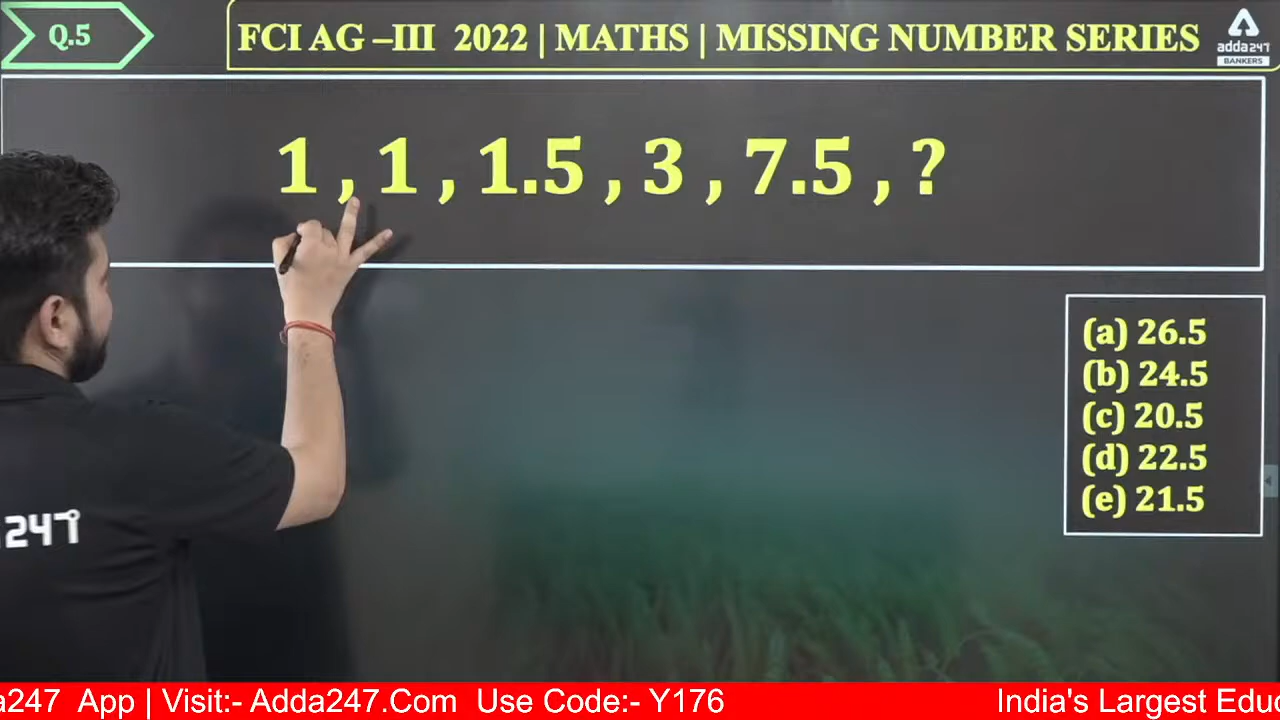 Q.5
FCI AG –III 2022 | MATHS | MISSING NUMBER SERIES
adda247
BANKERS
1 , 1 , 1.5 , 3 , 7.5 , ?
(a) 26.5
(b) 24.5
(c) 20.5
(d) 22.5
(e) 21.5
247
a247 App | Visit:- Adda247.Com Use Code:- Y176
India's Largest Educ